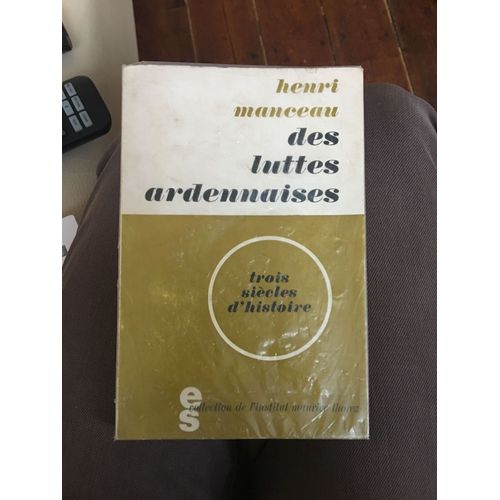 henri
manceau
des
luttes
ardennaises
trois
siècles
d'histoire
es
collection de l'institut maurice thorez